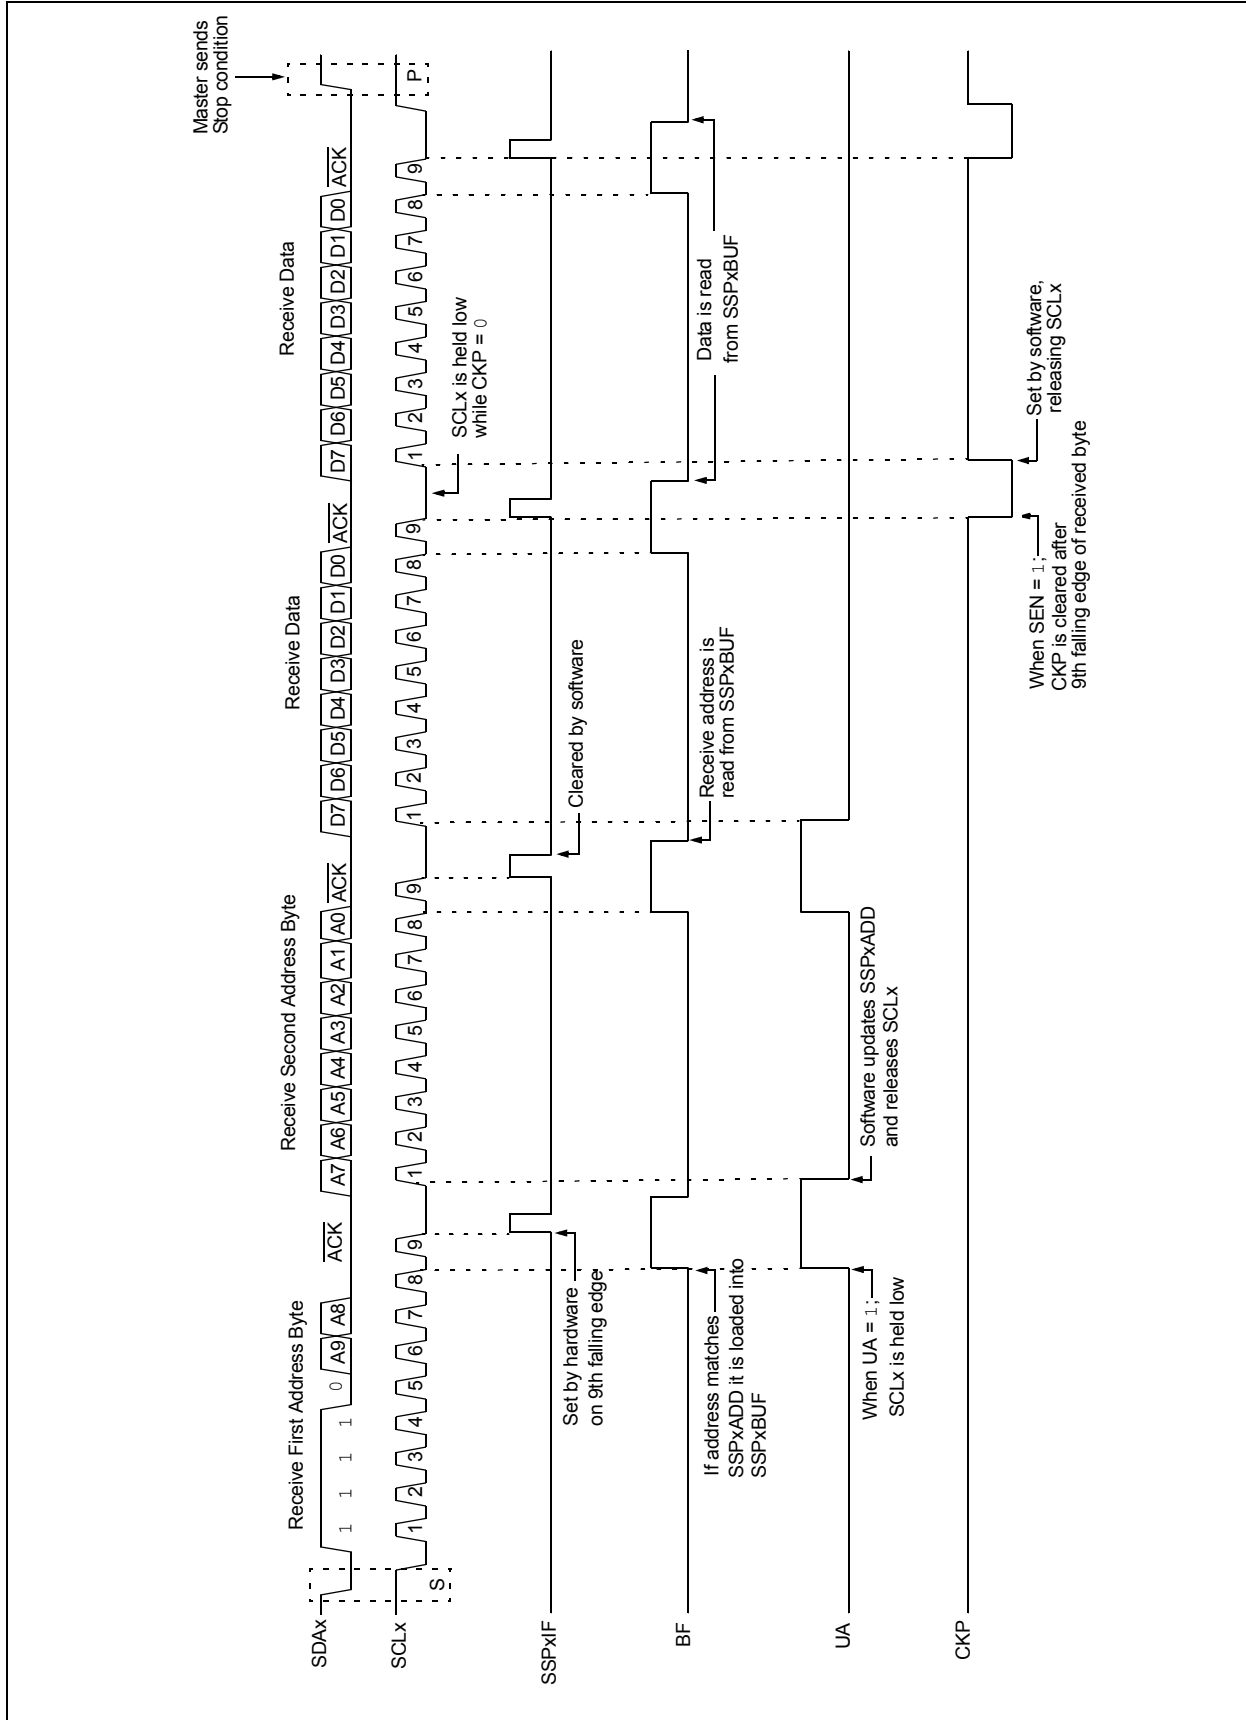 Master sends
Stop condition
Receive First Address Byte
Receive Second Address Byte
Receive Data
Receive Data
SDAx
1 1 1 1 0 A9 A8 ACK
A7 A6 A5 A4 A3 A2 A1 A0 ACK
D7 D6 D5 D4 D3 D2 D1 D0 ACK
D7 D6 D5 D4 D3 D2 D1 D0 ACK
SCLx
S
1 2 3 4 5 6 7 8 9
1 2 3 4 5 6 7 8 9
1 2 3 4 5 6 7 8 9
1 2 3 4 5 6 7 8 9
P
SCLx is held low
while CKP = 0
SSPxIF
Set by hardware
on 9th falling edge
Cleared by software
BF
If address matches
SSPxADD it is loaded into
SSPxBUF
Receive address is
read from SSPxBUF
Data is read
from SSPxBUF
UA
When UA = 1;
SCLx is held low
Software updates SSPxADD
and releases SCLx
CKP
When SEN = 1;
CKP is cleared after
9th falling edge of received byte
Set by software,
releasing SCLx